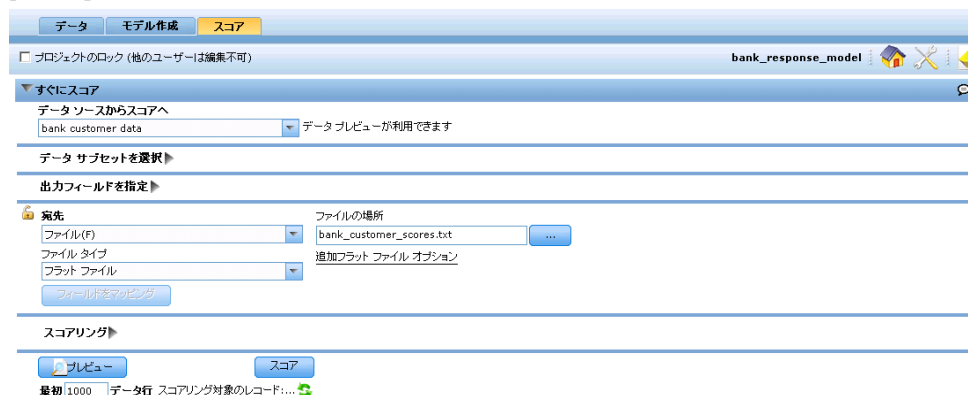 データ モデル作成 スコア
プロジェクトのロック (他のユーザーは編集不可) bank_response_model
すぐにスコア
データ ソースからスコアへ
bank customer data データ プレビューが利用できます
データ サブセットを選択
出力フィールドを指定
宛先 ファイルの場所
ファイル(F) bank_customer_scores.txt ...
ファイル タイプ 追加フラット ファイル オプション
フラット ファイル
フィールドをマッピング
スコアリング
プレビュー スコア
最初 1000 データ行 スコアリング対象のレコード:...